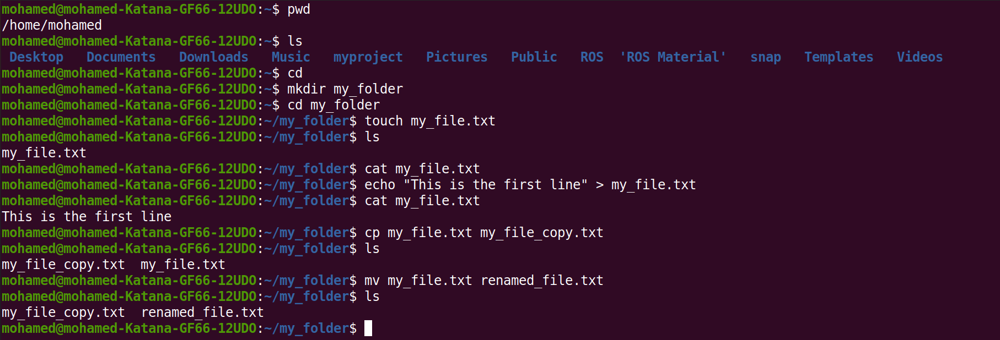 mohamed@mohamed-Katana-GF66-12UDO:~$ pwd
/home/mohamed
mohamed@mohamed-Katana-GF66-12UDO:~$ ls
 Desktop   Documents   Downloads   Music   myproject   Pictures   Public   ROS  'ROS Material'   snap   Templates   Videos
mohamed@mohamed-Katana-GF66-12UDO:~$ cd
mohamed@mohamed-Katana-GF66-12UDO:~$ mkdir my_folder
mohamed@mohamed-Katana-GF66-12UDO:~$ cd my_folder
mohamed@mohamed-Katana-GF66-12UDO:~/my_folder$ touch my_file.txt
mohamed@mohamed-Katana-GF66-12UDO:~/my_folder$ ls
my_file.txt
mohamed@mohamed-Katana-GF66-12UDO:~/my_folder$ cat my_file.txt
mohamed@mohamed-Katana-GF66-12UDO:~/my_folder$ echo "This is the first line" > my_file.txt
mohamed@mohamed-Katana-GF66-12UDO:~/my_folder$ cat my_file.txt
This is the first line
mohamed@mohamed-Katana-GF66-12UDO:~/my_folder$ cp my_file.txt my_file_copy.txt
mohamed@mohamed-Katana-GF66-12UDO:~/my_folder$ ls
my_file_copy.txt  my_file.txt
mohamed@mohamed-Katana-GF66-12UDO:~/my_folder$ mv my_file.txt renamed_file.txt
mohamed@mohamed-Katana-GF66-12UDO:~/my_folder$ ls
my_file_copy.txt  renamed_file.txt
mohamed@mohamed-Katana-GF66-12UDO:~/my_folder$